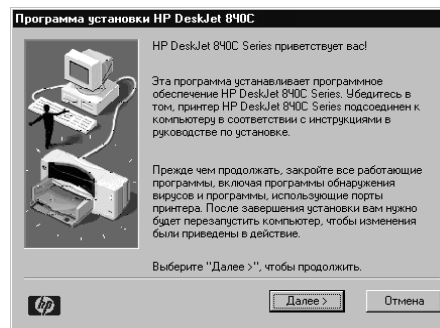 Программа установки HP DeskJet 840C
HP DeskJet 840C Series приветствует вас!
Эта программа устанавливает программное
обеспечение HP DeskJet 840C Series. Убедитесь в
том, принтер HP DeskJet 840C Series подсоединен к
компьютеру в соответствии с инструкциями в
руководстве по установке.
Прежде чем продолжать, закройте все работающие
программы, включая программы обнаружения
вирусов и программы, использующие порты
принтера. После завершения установки вам нужно
будет перезапустить компьютер, чтобы изменения
были приведены в действие.
Выберите "Далее >", чтобы продолжить.
hp
Далее >
Отмена